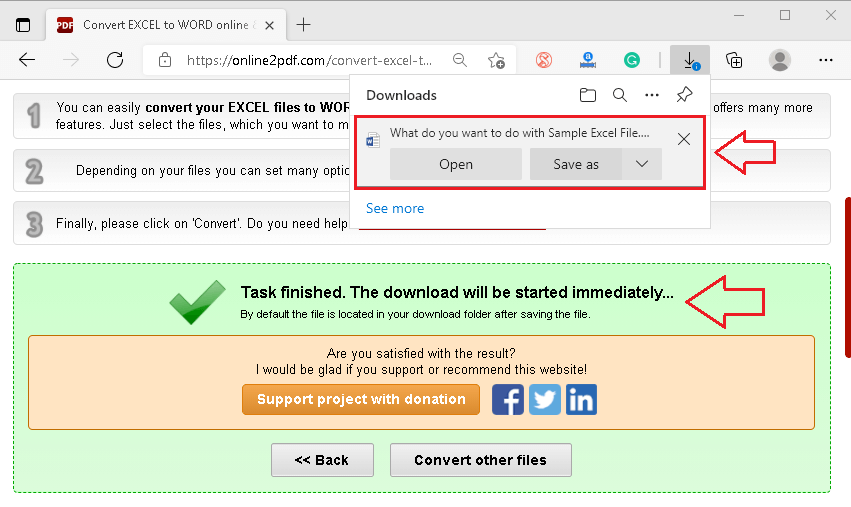 PDF Convert EXCEL to WORD online
https://online2pdf.com/convert-excel-t...
Downloads
What do you want to do with Sample Excel File....
Open
Save as
See more
1
You can easily convert your EXCEL files to WOR
offers many more
features. Just select the files, which you want to m
2
Depending on your files you can set many optio
3
Finally, please click on 'Convert'. Do you need help
Task finished. The download will be started immediately...
By default the file is located in your download folder after saving the file.
Are you satisfied with the result?
I would be glad if you support or recommend this website!
Support project with donation
<< Back
Convert other files